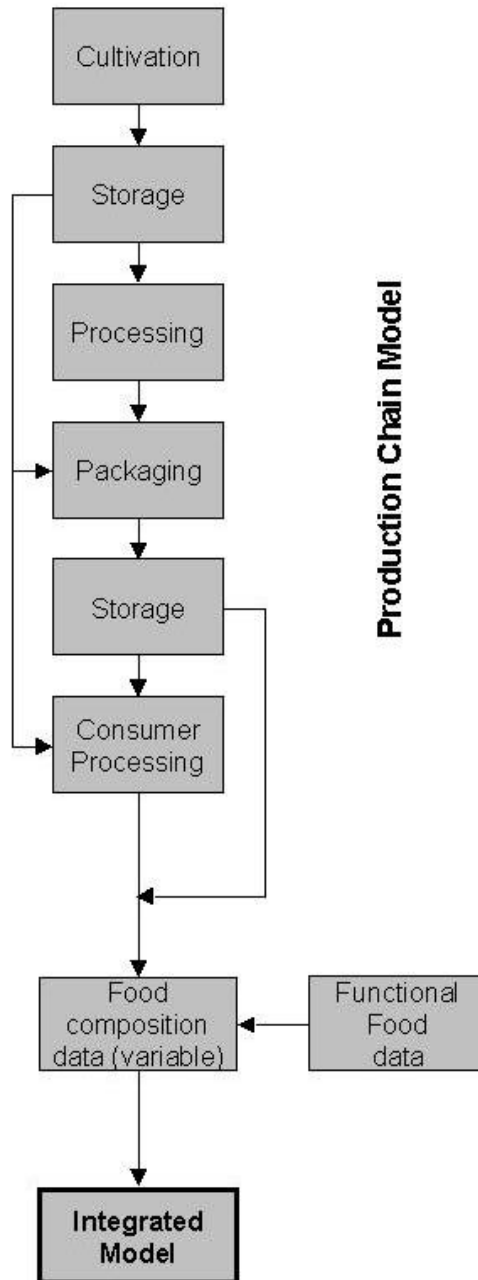 Cultivation
Storage
Processing
Packaging
Storage
Consumer
Processing
Production Chain Model
Food
composition
data (variable)
Functional
Food
data
Integrated
Model